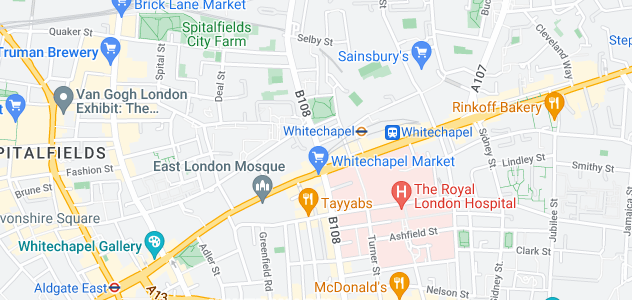 Brick Lane Market
Quaker St
Spitalfields
City Farm
Selby St
Truman Brewery
Spital St
Sainsbury's
Cleveland Way
Step
A107
Deal St
B108
Van Gogh London
Exhibit: The...
Rinkoff Bakery
t
Whitechapel
Whitechapel
Sidney St
PITALFIELDS
East London Mosque
Whitechapel Market
Lindley St
Smithy St
Fashion St
Brune St
Tayyabs
The Royal
London Hospital
Jubilee St
Jamaica St
vonshire Square
B108
Ashfield St
Turner St
Whitechapel Gallery
Adler St
Greenfield Rd
Clark St
Sidney St.
Aldgate East
A13
McDonald's
Nelson St